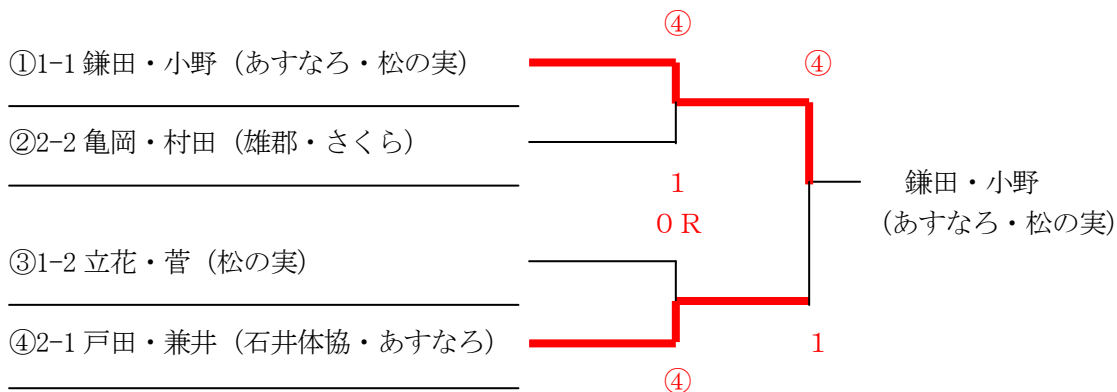 ④
①1-1 鎌田・小野（あすなろ・松の実）
④
②2-2 亀岡・村田（雄郡・さくら）
1
鎌田・小野
（あすなろ・松の実）
0 R
③1-2 立花・菅（松の実）
④2-1 戸田・兼井（石井体協・あすなろ）
1
④